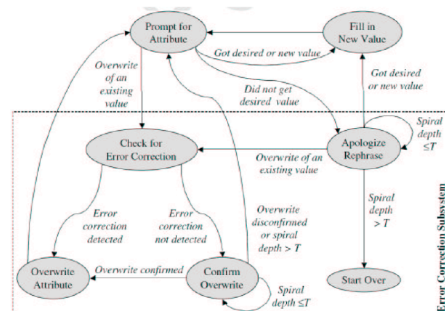 Prompt for
Attribute
Fill in
New Value
Got desired or new value
Overwrite
of an
existing
value
Did not get
desired value
Got desired
or new value
Check for
Error Correction
Overwrite of an
existing value
Apologize
Rephrase
Spiral
depth
≤T
Error
correction
detected
Error
correction
not detected
Overwrite
disconfirmed
or spiral
depth > T
Spiral
depth
> T
Overwrite
Attribute
Overwrite confirmed
Confirm
Overwrite
Spiral
depth ≤T
Start Over
Error Correction Subsystem